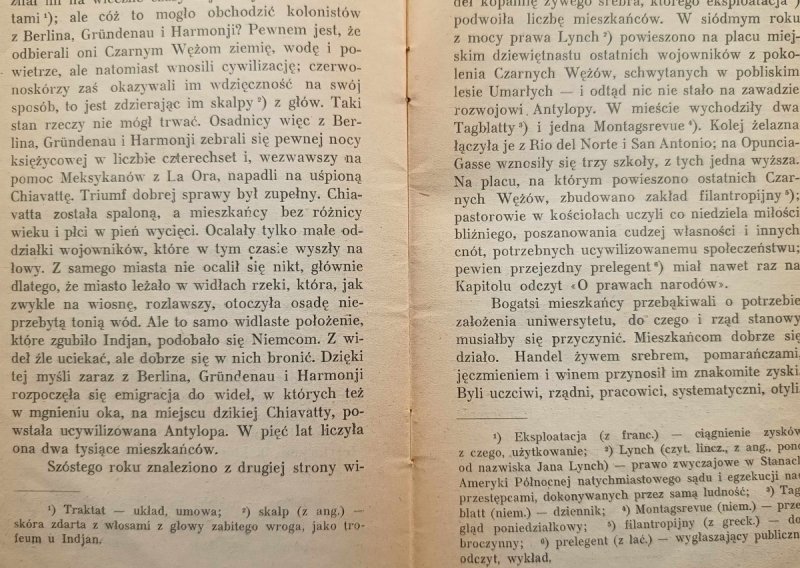 tami¹); ale cóż to mogło obchodzić kolonistów
z Berlina, Gründenau i Harmonji? Pewnem jest, że
odbierali oni Czarnym Wężom ziemię, wodę i po-
wietrze, ale natomiast wnosili cywilizację; czerwo-
noskórzy zaś okazywali im wdzięczność na swój
sposób, to jest zdzierając im skalpy²) z głów. Taki
stan rzeczy nie mógł trwać. Osadnicy więc z Ber-
lina, Gründenau i Harmonji zebrali się pewnej nocy
księżycowej w liczbie czterechset i, wezwawszy na
pomoc Meksykanów z La Ora, napadli na uśpioną
Chiavattę. Triumf dobrej sprawy był zupełny. Chia-
vatta została spaloną, a mieszkańcy bez różnicy
wieku i płci w pień wycięci. Ocalały tylko małe od-
działki wojowników, które w tym czasie wyszły na
łowy. Z samego miasta nie ocalił się nikt, głównie
dlatego, że miasto leżało w widłach rzeki, która, jak
zwykle na wiosnę, rozlawszy, otoczyła osadę nie-
przebytą tonią wód. Ale to samo widlaste położenie,
które zgubiło Indjan, podobało się Niemcom. Z wi-
deł źle uciekać, ale dobrze się w nich bronić. Dzięki
tej myśli zaraz z Berlina, Gründenau i Harmonji
rozpoczęła się emigracja do wideł, w których też
w mgnieniu oka, na miejscu dzikiej Chiavatty, po-
wstała ucywilizowana Antylopa. W pięć lat liczyła
ona dwa tysiące mieszkańców.
Szóstego roku znaleziono z drugiej strony wi-
¹) Traktat — układ, umowa; ²) skalp (z ang.) —
skóra zdarta z włosami z głowy zabitego wroga, jako tro-
feum u Indjan.
deł kopalnię żywego srebra, którego eksploatacja¹)
podwoiła liczbę mieszkańców. W siódmym roku
z mocy prawa Lynch²) powieszono na placu miej-
skim dziewiętnastu ostatnich wojowników z poko-
lenia Czarnych Wężów, schwytanych w pobliskim
lesie Umarłych — i odtąd nic nie stało na zawadzie
rozwojowi Antylopy. W mieście wychodziły dwa
Tagblatty³) i jedna Montagsrevue⁴). Kolej żelazna
łączyła je z Rio del Norte i San Antonio; na Opuncia-
Gasse wznosiły się trzy szkoły, z tych jedna wyższa.
Na placu, na którym powieszono ostatnich Czar-
nych Wężów, zbudowano zakład filantropijny⁵);
pastorowie w kościołach uczyli co niedziela miłości
bliźniego, poszanowania cudzej własności i innych
cnót, potrzebnych ucywilizowanemu społeczeństwu;
pewien przejezdny prelegent⁶) miał nawet raz na
Kapitolu odczyt «O prawach narodów».
Bogatsi mieszkańcy przebąkiwali o potrzebie
założenia uniwersytetu, do czego i rząd stanowy
musiałby się przyczynić. Mieszkańcom dobrze się
działo. Handel żywem srebrem, pomarańczami,
jęczmieniem i winem przynosił im znakomite zyski.
Byli uczciwi, rządni, pracowici, systematyczni, otyli.
¹) Eksploatacja (z franc.) — ciągnienie zysków
z czego, użytkowanie; ²) Lynch (czyt. lincz, z ang., pono
od nazwiska Jana Lynch) — prawo zwyczajowe w Stanach
Ameryki Północnej natychmiastowego sądu i egzekucji na
przestępcami, dokonywanych przez samą ludność; ³) Tag
blatt (niem.) — dziennik; ⁴) Montagsrevue (niem.) — prze-
gląd poniedziałkowy; ⁵) filantropijny (z greck.) — do
broczynny; ⁶) prelegent (z łać.) — wygłaszający publiczn
odczyt, wykład.